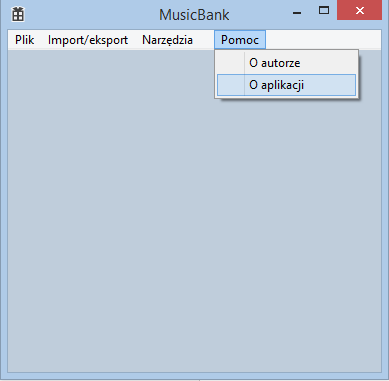 MusicBank
Plik Import/eksport Narzędzia Pomoc
O autorze
O aplikacji